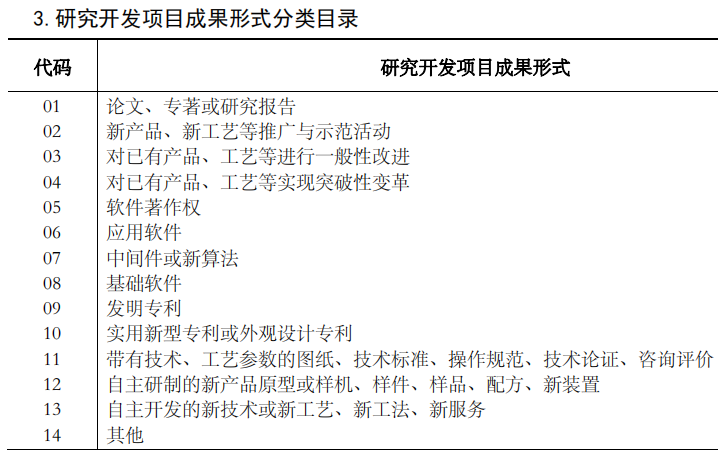 3.研究开发项目成果形式分类目录
代码 研究开发项目成果形式
01 论文、专著或研究报告
02 新产品、新工艺等推广与示范活动
03 对已有产品、工艺等进行一般性改进
04 对已有产品、工艺等实现突破性变革
05 软件著作权
06 应用软件
07 中间件或新算法
08 基础软件
09 发明专利
10 实用新型专利或外观设计专利
11 带有技术、工艺参数的图纸、技术标准、操作规范、技术论证、咨询评价
12 自主研制的新产品原型或样机、样件、样品、配方、新装置
13 自主开发的新技术或新工艺、新工法、新服务
14 其他